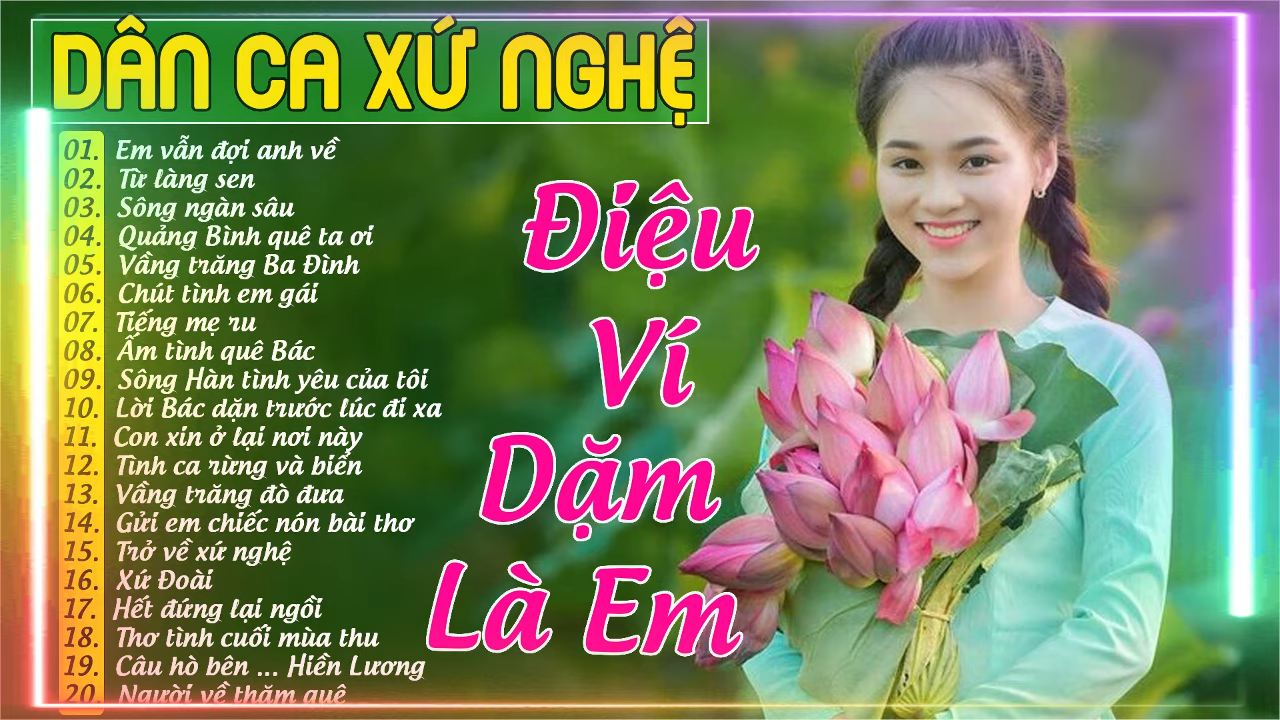 DÂN CA XỨ NGHỆ
01. Em vẫn đợi anh về
02. Từ làng sen
03. Sông ngàn sâu
04. Quảng Bình quê ta ơi
05. Vầng trăng Ba Đình
06. Chút tình em gái
07. Tiếng mẹ ru
08. Ấm tình quê Bác
09. Sông Hàn tình yêu của tôi
10. Lời Bác dặn trước lúc đi xa
11. Con xin ở lại nơi này
12. Tình ca rừng và biển
13. Vầng trăng đò đưa
14. Gửi em chiếc nón bài thơ
15. Trở về xứ nghệ
16. Xứ Đoài
17. Hết đứng lại ngồi
18. Thơ tình cuối mùa thu
19. Câu hò bên ... Hiền Lương
20. Người về thăm quê
Điệu
Ví
Dặm
Là Em